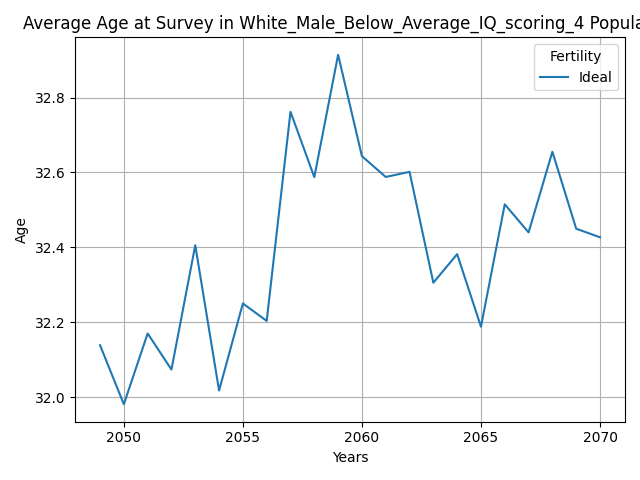 Average Age at Survey in White_Male_Below_Average_IQ_scoring_4 Popula
Fertility
Ideal
32.8
32.6
32.4
32.2
32.0
Age
2050 2055 2060 2065 2070
Years